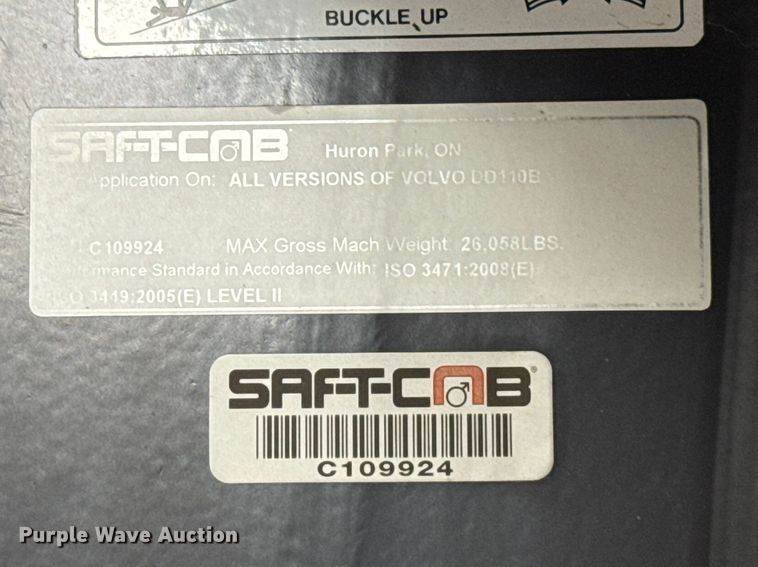 BUCKLE UP
SAFT-CAB Huron Park, ON
Application On: ALL VERSIONS OF VOLVO DD110B
C109924 MAX Gross Mach Weight 26,058LBS.
Standard in Accordance With: ISO 3471:2008(E)
3449:2005(E) LEVEL II
SAFT-CAB®
C109924
Purple Wave Auction